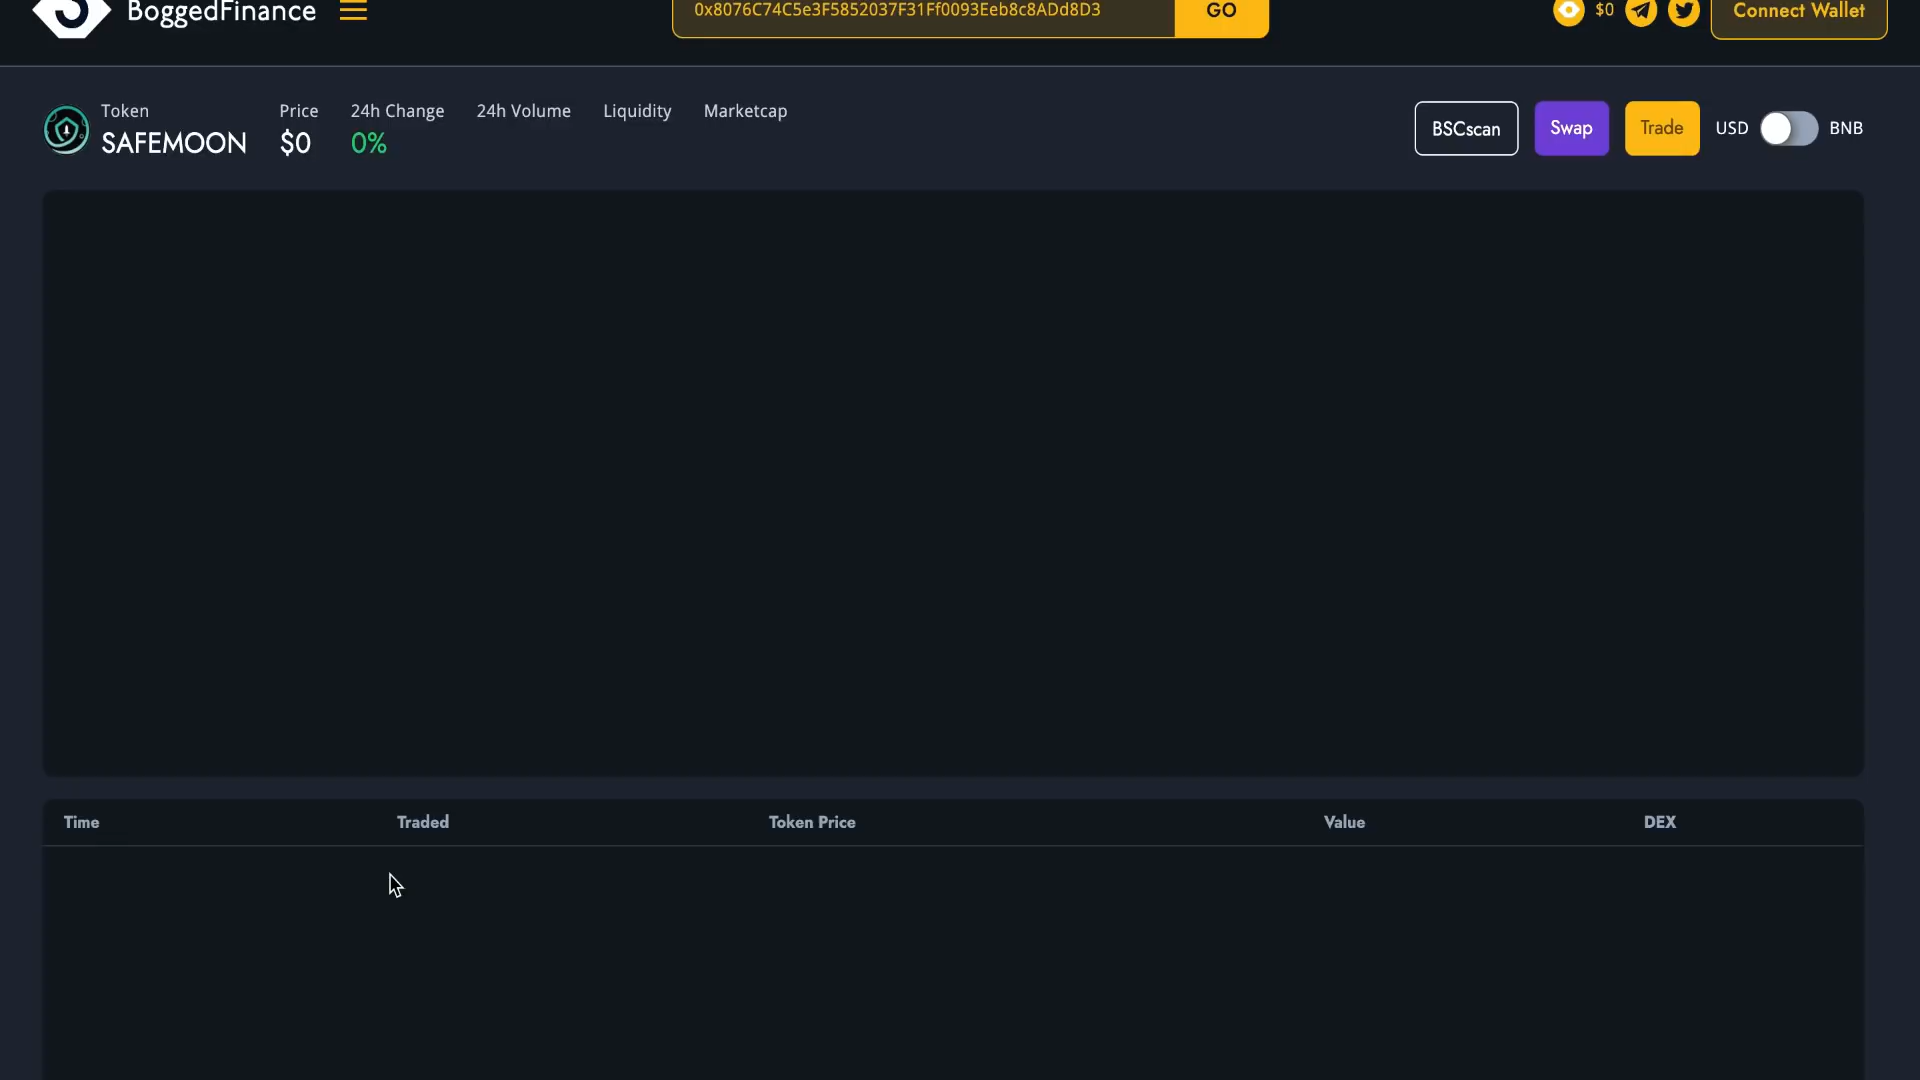 BoggedFinance
0x8076C74C5e3F5852037F31Ff0093Eeb8c8ADd8D3
GO
$0
Connect Wallet
Token
SAFEMOON
Price
$0
24h Change
0%
24h Volume
Liquidity
Marketcap
BSCscan
Swap
Trade
USD
BNB
Time
Traded
Token Price
Value
DEX